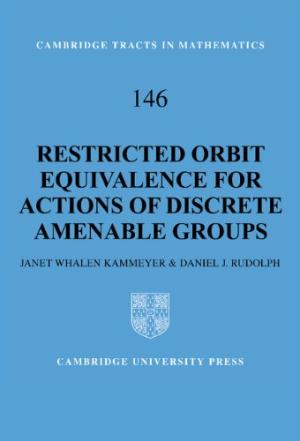 CAMBRIDGE TRACTS IN MATHEMATICS
146
RESTRICTED ORBIT
EQUIVALENCE FOR
ACTIONS OF DISCRETE
AMENABLE GROUPS
JANET WHALEN KAMMEYER & DANIEL J. RUDOLPH
CAMBRIDGE UNIVERSITY PRESS